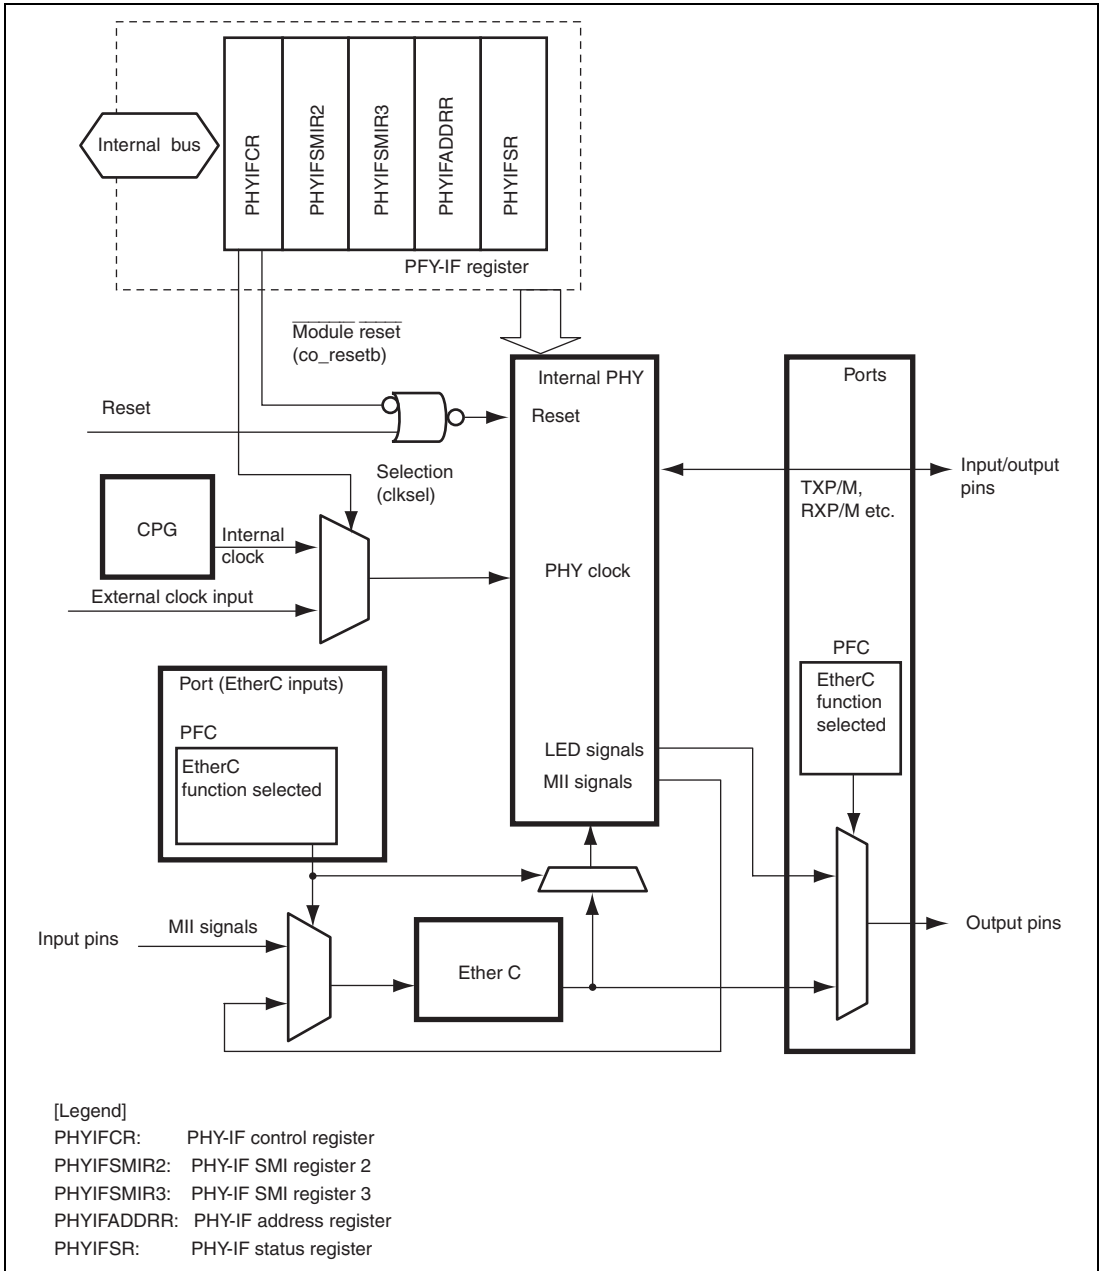 Internal bus
PHYIFCR
PHYIFSMIR2
PHYIFSMIR3
PHYIFADDRR
PHYIFSR
PFY-IF register
Module reset
(co_resetb)
Internal PHY
Ports
Reset
Reset
Selection
(clksel)
Input/output
pins
TXP/M,
RXP/M etc.
CPG
Internal
clock
PHY clock
External clock input
PFC
EtherC
function
selected
Port (EtherC inputs)
PFC
EtherC
function selected
LED signals
MII signals
MII signals
Input pins
Ether C
Output pins
[Legend]
PHYIFCR: PHY-IF control register
PHYIFSMIR2: PHY-IF SMI register 2
PHYIFSMIR3: PHY-IF SMI register 3
PHYIFADDRR: PHY-IF address register
PHYIFSR: PHY-IF status register